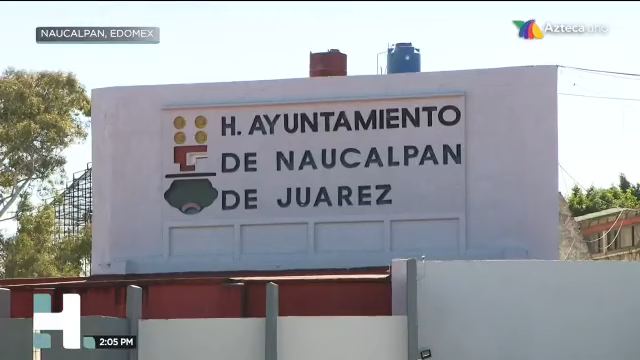 NAUCALPAN, EDOMEX
Azteca uno
H. AYUNTAMIENTO
DE NAUCALPAN
DE JUAREZ
H
2:05 PM